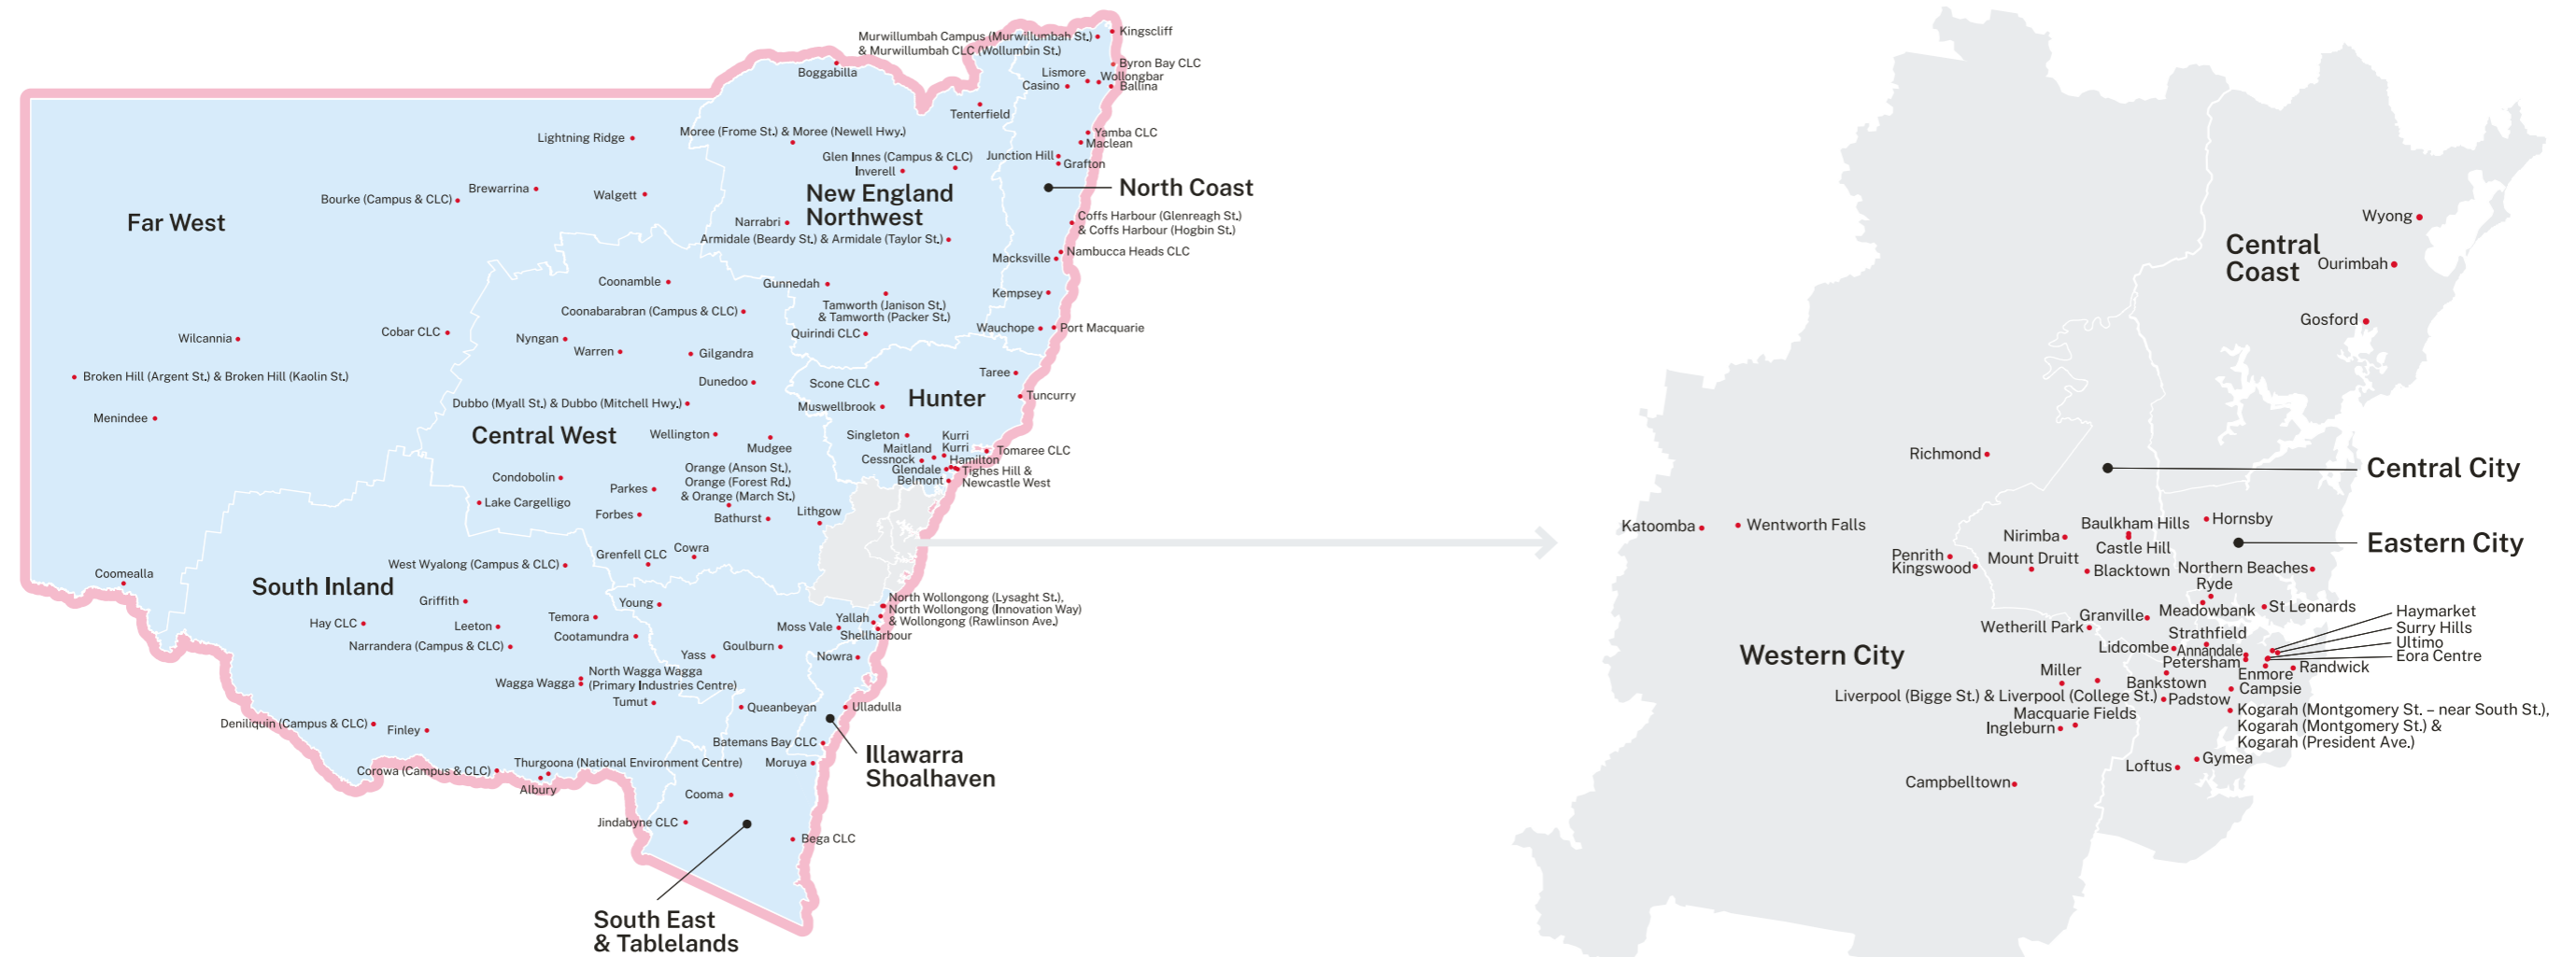 Murwillumbah Campus (Murwillumbah St.)
& Murwillumbah CLC (Wollumbin St.)
Kingscliff
Boggabilla
Byron Bay CLC
Lismore
Wollongbar
Casino
Ballina
Tenterfield
Lightning Ridge
Moree (Frome St.) & Moree (Newell Hwy.)
Yamba CLC
Maclean
Glen Innes (Campus & CLC)
Junction Hill
Grafton
Inverell
Brewarrina
Bourke (Campus & CLC)
Walgett
New England
Northwest
North Coast
Far West
Narrabri
Coffs Harbour (Glenreagh St.)
& Coffs Harbour (Hogbin St.)
Armidale (Beardy St.) & Armidale (Taylor St.)
Nambucca Heads CLC
Macksville
Coonamble
Gunnedah
Kempsey
Coonabarabran (Campus & CLC)
Tamworth (Janison St.)
& Tamworth (Packer St.)
Quirindi CLC
Wauchope
Port Macquarie
Cobar CLC
Wilcannia
Nyngan
Warren
Gilgandra
Broken Hill (Argent St.) & Broken Hill (Kaolin St.)
Dunedoo
Scone CLC
Taree
Hunter
Tuncurry
Menindee
Dubbo (Myall St.) & Dubbo (Mitchell Hwy.)
Muswellbrook
Central West
Wellington
Mudgee
Singleton
Kurri
Kurri
Maitland
Tomaree CLC
Cessnock
Hamilton
Glendale
Tighes Hill &
Newcastle West
Belmont
Condobolin
Orange (Anson St.),
Orange (Forest Rd.)
& Orange (March St.)
Parkes
Lake Cargelligo
Forbes
Bathurst
Lithgow
Grenfell CLC
Cowra
West Wyalong (Campus & CLC)
Coomealla
South Inland
Griffith
Young
North Wollongong (Lysaght St.),
North Wollongong (Innovation Way)
& Wollongong (Rawlinson Ave.)
Hay CLC
Leeton
Temora
Yallah
Moss Vale
Shellharbour
Cootamundra
Narrandera (Campus & CLC)
Goulburn
Yass
Nowra
North Wagga Wagga
(Primary Industries Centre)
Wagga Wagga
Tumut
Queanbeyan
Ulladulla
Deniliquin (Campus & CLC)
Finley
Batemans Bay CLC
Illawarra
Shoalhaven
Corowa (Campus & CLC)
Thurgoona (National Environment Centre)
Moruya
Albury
Cooma
Jindabyne CLC
Bega CLC
South East
& Tablelands
Wyong
Central
Coast
Ourimbah
Gosford
Richmond
Central City
Katoomba
Wentworth Falls
Baulkham Hills
Hornsby
Nirimba
Castle Hill
Eastern City
Penrith
Kingswood
Mount Druitt
Blacktown
Northern Beaches
Ryde
Meadowbank
St Leonards
Haymarket
Granville
Wetherill Park
Surry Hills
Strathfield
Ultimo
Lidcombe
Annandale
Eora Centre
Western City
Petersham
Randwick
Miller
Enmore
Bankstown
Campsie
Liverpool (Bigge St.) & Liverpool (College St.)
Padstow
Macquarie Fields
Kogarah (Montgomery St. – near South St.),
Kogarah (Montgomery St.) &
Kogarah (President Ave.)
Ingleburn
Gymea
Loftus
Campbelltown